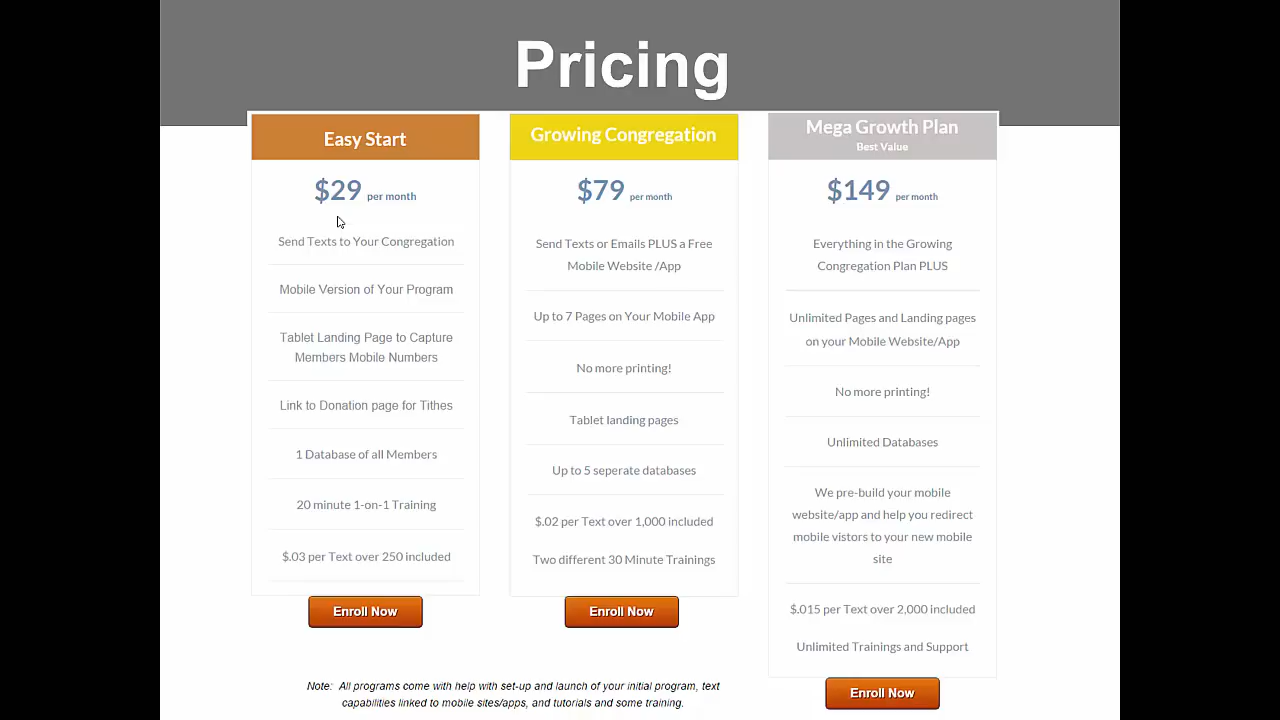 Pricing
Easy Start
$29 per month
Send Texts to Your Congregation
Mobile Version of Your Program
Tablet Landing Page to Capture
Members Mobile Numbers
Link to Donation page for Tithes
1 Database of all Members
20 minute 1-on-1 Training
$.03 per Text over 250 included
Enroll Now
Growing Congregation
$79 per month
Send Texts or Emails PLUS a Free
Mobile Website /App
Up to 7 Pages on Your Mobile App
No more printing!
Tablet landing pages
Up to 5 seperate databases
$.02 per Text over 1,000 included
Two different 30 Minute Trainings
Enroll Now
Mega Growth Plan
Best Value
$149 per month
Everything in the Growing
Congregation Plan PLUS
Unlimited Pages and Landing pages
on your Mobile Website/App
No more printing!
Unlimited Databases
We pre-build your mobile
website/app and help you redirect
mobile vistors to your new mobile
site
$.015 per Text over 2,000 included
Unlimited Trainings and Support
Enroll Now
Note: All programs come with help with set-up and launch of your initial program, text
capabilities linked to mobile sites/apps, and tutorials and some training.